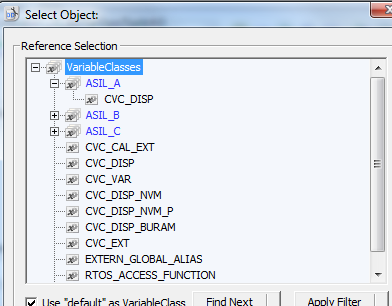 Select Object:
Reference Selection
VariableClasses
ASIL_A
CVC_DISP
ASIL_B
ASIL_C
CVC_CAL_EXT
CVC_DISP
CVC_VAR
CVC_DISP_NVM
CVC_DISP_NVM_P
CVC_DISP_BURAM
CVC_EXT
EXTERN_GLOBAL_ALIAS
RTOS_ACCESS_FUNCTION
Use "default" as VariableClass Find Next Apply Filter